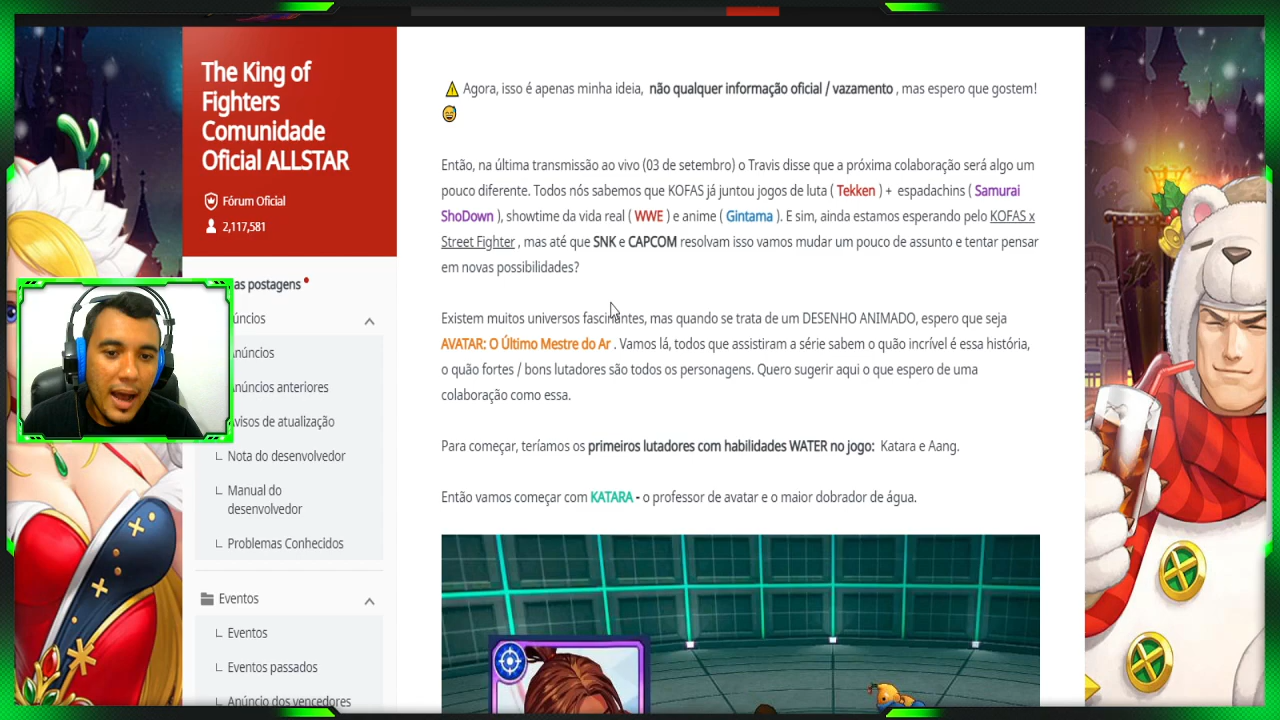 The King of
Fighters
Comunidade
Oficial ALLSTAR
Fórum Oficial
2,117,581
as postagens
úncios
Anúncios
Anúncios anteriores
Avisos de atualização
Nota do desenvolvedor
Manual do
desenvolvedor
Problemas Conhecidos
Eventos
Eventos
Eventos passados
Anúncio dos vencedores
Agora, isso é apenas minha ideia, não qualquer informação oficial / vazamento , mas espero que gostem!
Então, na última transmissão ao vivo (03 de setembro) o Travis disse que a próxima colaboração será algo um
pouco diferente. Todos nós sabemos que KOFAS já juntou jogos de luta ( Tekken ) + espadachins ( Samurai
ShoDown ), showtime da vida real ( WWE ) e anime ( Gintama ). E sim, ainda estamos esperando pelo KOFAS x
Street Fighter , mas até que SNK e CAPCOM resolvam isso vamos mudar um pouco de assunto e tentar pensar
em novas possibilidades?
Existem muitos universos fascinantes, mas quando se trata de um DESENHO ANIMADO, espero que seja
AVATAR: O Último Mestre do Ar . Vamos lá, todos que assistiram a série sabem o quão incrível é essa história,
o quão fortes / bons lutadores são todos os personagens. Quero sugerir aqui o que espero de uma
colaboração como essa.
Para começar, teríamos os primeiros lutadores com habilidades WATER no jogo: Katara e Aang.
Então vamos começar com KATARA - o professor de avatar e o maior dobrador de água.